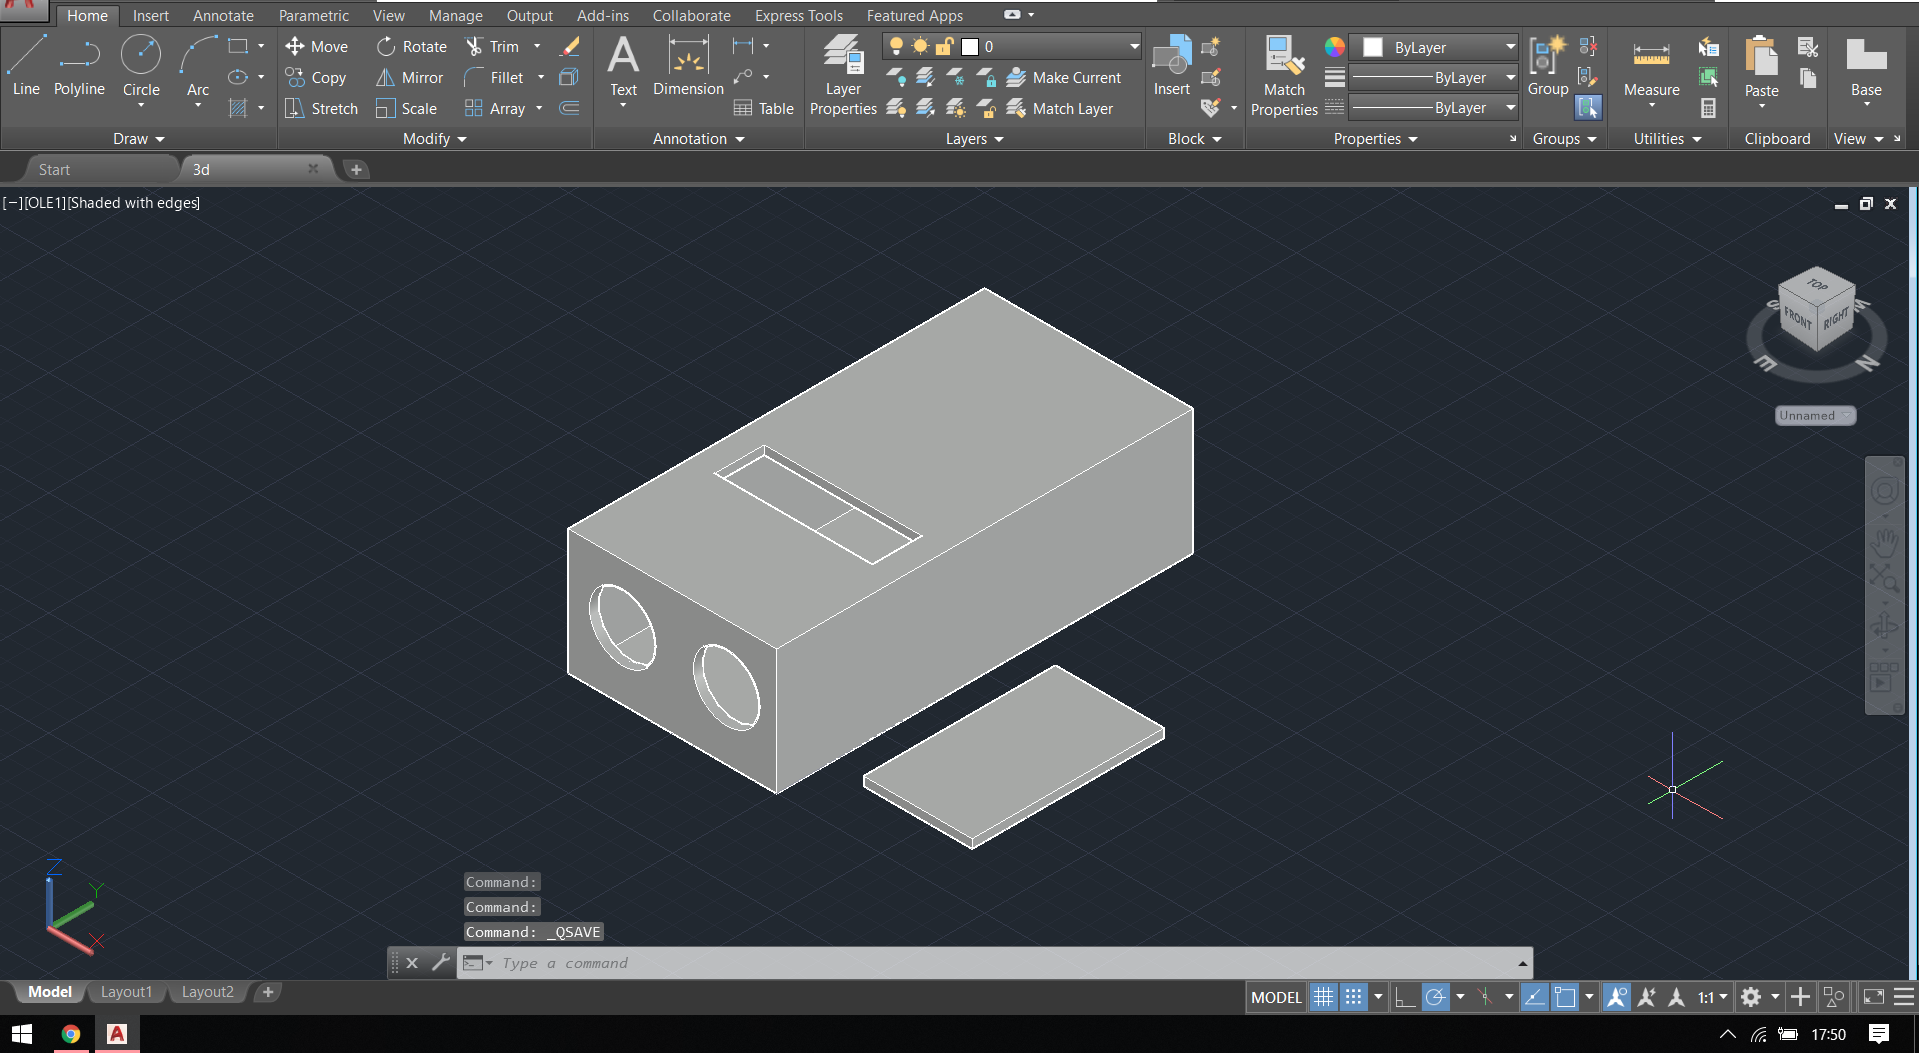 Home Insert Annotate Parametric View Manage Output Add-ins Collaborate Express Tools Featured Apps
Move Rotate Trim 0 ByLayer
Copy Mirror Fillet Make Current ByLayer
Line Polyline Circle Arc Text Dimension Layer Properties Insert Match Properties Group Measure Paste Base
Stretch Scale Array Table Match Layer ByLayer
Draw Modify Annotation Layers Block Properties Groups Utilities Clipboard View
Start 3d
[−][OLE1][Shaded with edges]
TOP
FRONT RIGHT
S
E N
Unnamed
Z
Y
X
Command:
Command:
Command: _QSAVE
Type a command
Model Layout1 Layout2
MODEL 1:1
A 17:50